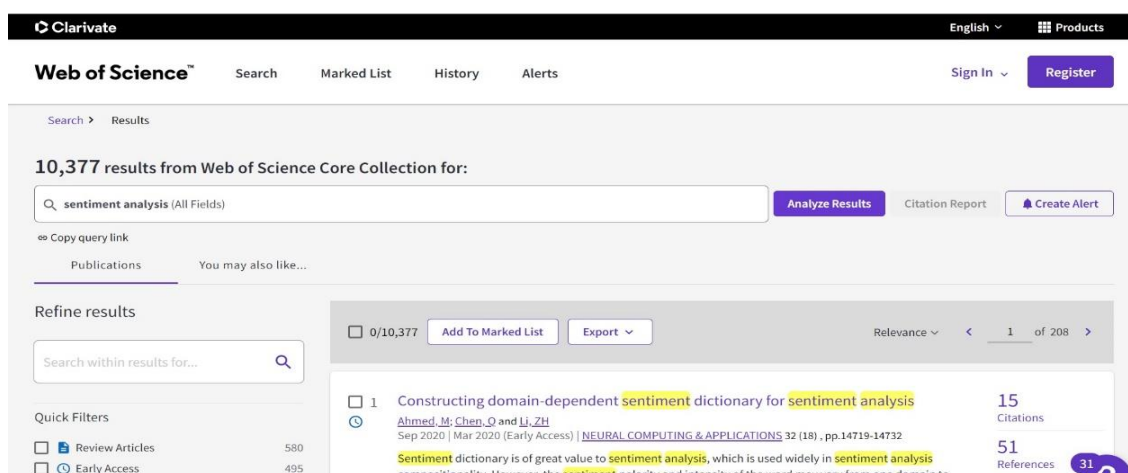 Clarivate
English
Products
Web of Science™
Search
Marked List
History
Alerts
Sign In
Register
Search > Results
10,377 results from Web of Science Core Collection for:
sentiment analysis (All Fields)
Analyze Results
Citation Report
Create Alert
Copy query link
Publications
You may also like...
Refine results
Search within results for...
Quick Filters
Review Articles 580
Early Access 495
0/10,377
Add To Marked List
Export
Relevance
1 of 208
1
Constructing domain-dependent sentiment dictionary for sentiment analysis
Ahmed, M; Chen, Q and Li, ZH
Sep 2020 | Mar 2020 (Early Access) | NEURAL COMPUTING & APPLICATIONS 32 (18) , pp.14719-14732
Sentiment dictionary is of great value to sentiment analysis, which is used widely in sentiment analysis
15
Citations
51
References
31